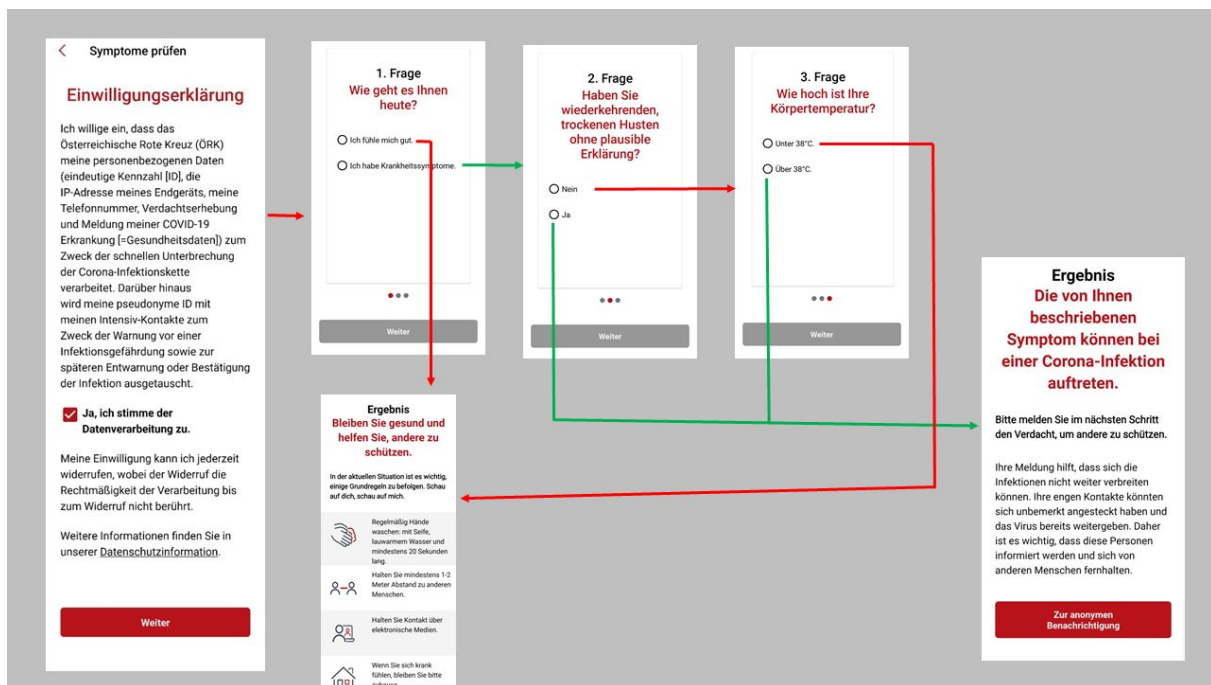 Symptome prüfen
Einwilligungserklärung
Ich willige ein, dass das
Österreichische Rote Kreuz (ÖRK)
meine personenbezogenen Daten
(eindeutige Kennzahl [ID], die
IP-Adresse meines Endgeräts, meine
Telefonnummer, Verdachtserhebung
und Meldung meiner COVID-19
Erkrankung [=Gesundheitsdaten]) zum
Zweck der schnellen Unterbrechung
der Corona-Infektionskette
verarbeitet. Darüber hinaus
wird meine pseudonyme ID mit
meinen Intensiv-Kontakte zum
Zweck der Warnung vor einer
Infektionsgefährdung sowie zur
späteren Entwarnung oder Bestätigung
der Infektion ausgetauscht.
Ja, ich stimme der
Datenverarbeitung zu.
Meine Einwilligung kann ich jederzeit
widerrufen, wobei der Widerruf die
Rechtmäßigkeit der Verarbeitung bis
zum Widerruf nicht berührt.
Weitere Informationen finden Sie in
unserer Datenschutzinformation.
Weiter
1. Frage
Wie geht es Ihnen
heute?
Ich fühle mich gut.
Ich habe Krankheitssymptome.
Weiter
2. Frage
Haben Sie
wiederkehrenden,
trockenen Husten
ohne plausible
Erklärung?
Nein
Ja
Weiter
3. Frage
Wie hoch ist Ihre
Körpertemperatur?
Unter 38°C.
Über 38°C.
Weiter
Ergebnis
Bleiben Sie gesund und
helfen Sie, andere zu
schützen.
In der aktuellen Situation ist es wichtig,
einige Grundregeln zu befolgen. Schau
auf dich, schau auf mich.
Regelmäßig Hände
waschen: mit Seife,
lauwarmem Wasser und
mindestens 20 Sekunden
lang.
Halten Sie mindestens 1-2
Meter Abstand zu anderen
Menschen.
Halten Sie Kontakt über
elektronische Medien.
Wenn Sie sich krank
fühlen, bleiben Sie bitte
Ergebnis
Die von Ihnen
beschriebenen
Symptom können bei
einer Corona-Infektion
auftreten.
Bitte melden Sie im nächsten Schritt
den Verdacht, um andere zu schützen.
Ihre Meldung hilft, dass sich die
Infektionen nicht weiter verbreiten
können. Ihre engen Kontakte könnten
sich unbemerkt angesteckt haben und
das Virus bereits weitergeben. Daher
ist es wichtig, dass diese Personen
informiert werden und sich von
anderen Menschen fernhalten.
Zur anonymen
Benachrichtigung